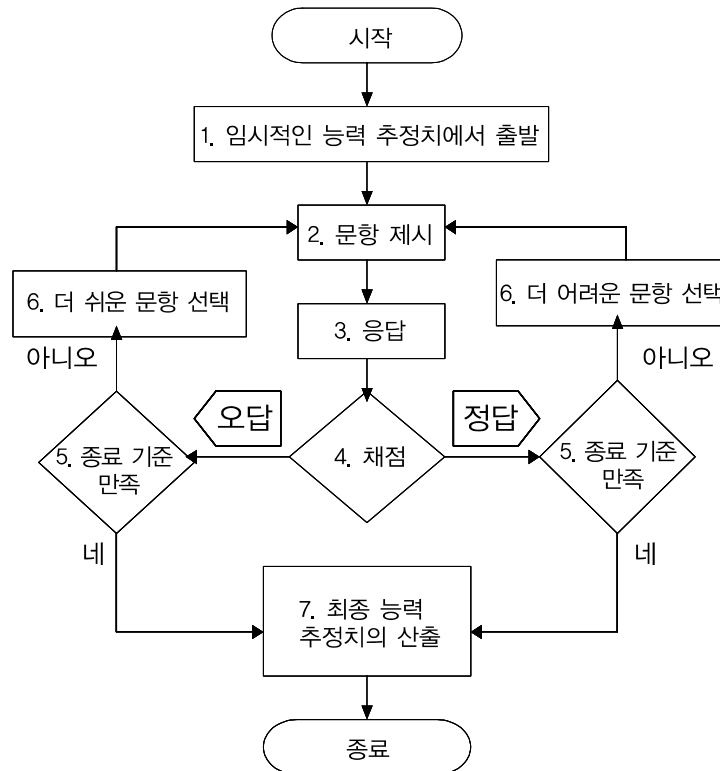 시작
1. 임시적인 능력 추정치에서 출발
2. 문항 제시
6. 더 쉬운 문항 선택
6. 더 어려운 문항 선택
3. 응답
아니오
아니오
오답
정답
5. 종료 기준
만족
4. 채점
5. 종료 기준
만족
네
네
7. 최종 능력
추정치의 산출
종료